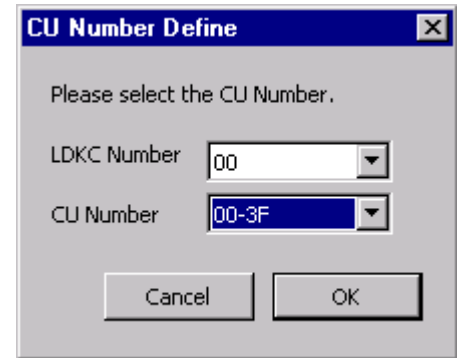 CU Number Define
Please select the CU Number.
LDKC Number 00
CU Number 00-3F
Cancel OK